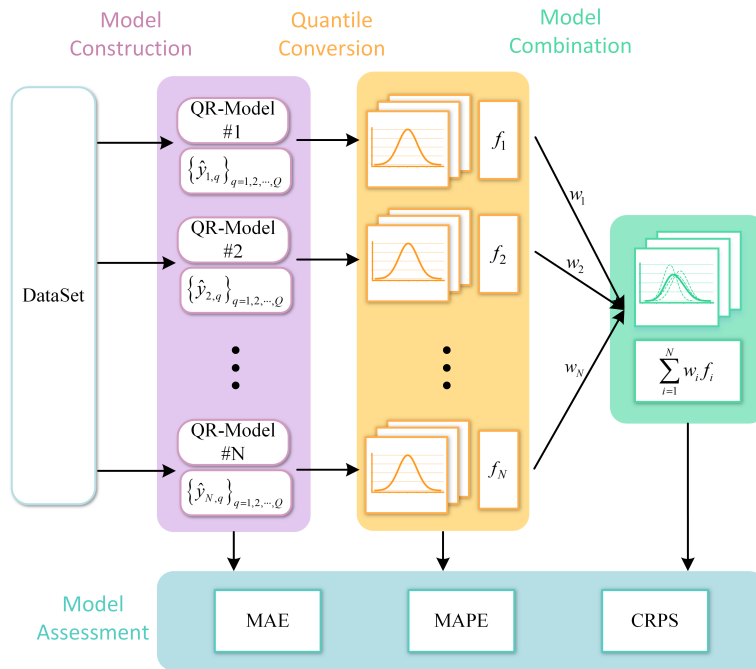 Model
Construction
Quantile
Conversion
Model
Combination
DataSet
QR-Model
#1
{ŷ₁,q}q=1,2,⋯,Q
f₁
w₁
QR-Model
#2
{ŷ₂,q}q=1,2,⋯,Q
f₂
w₂
QR-Model
#N
{ŷN,q}q=1,2,⋯,Q
fN
wN
N
∑ wᵢ fᵢ
i=1
Model
Assessment
MAE
MAPE
CRPS